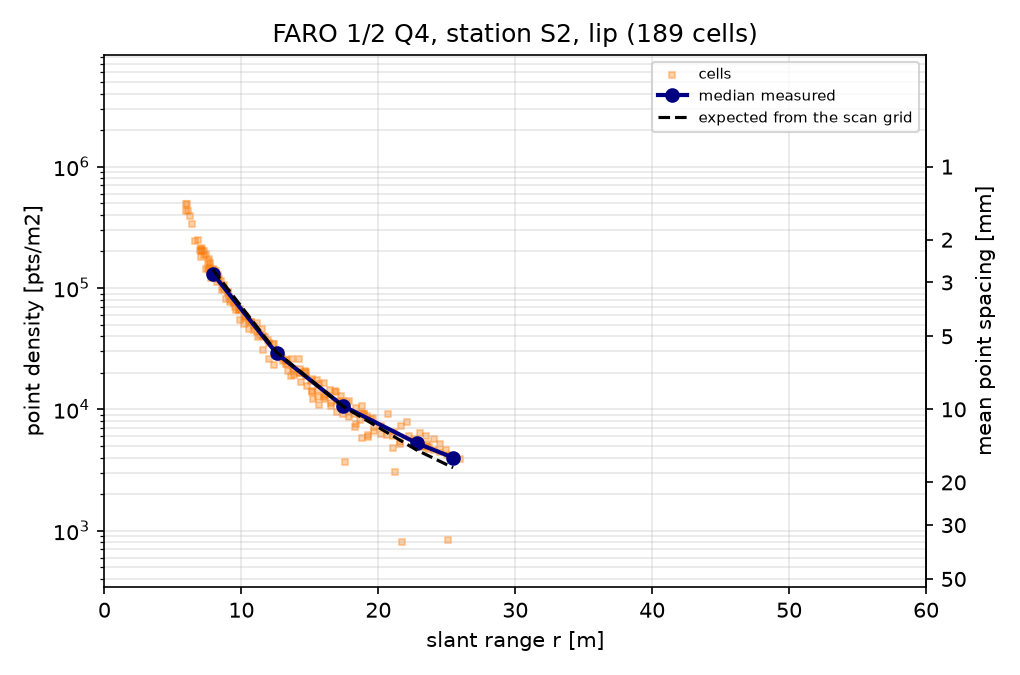 FARO 1/2 Q4, station S2, lip (189 cells)
cells
median measured
expected from the scan grid
point density [pts/m2]
10^6
10^5
10^4
10^3
1
2
3
5
10
20
30
50
mean point spacing [mm]
0 10 20 30 40 50 60
slant range r [m]